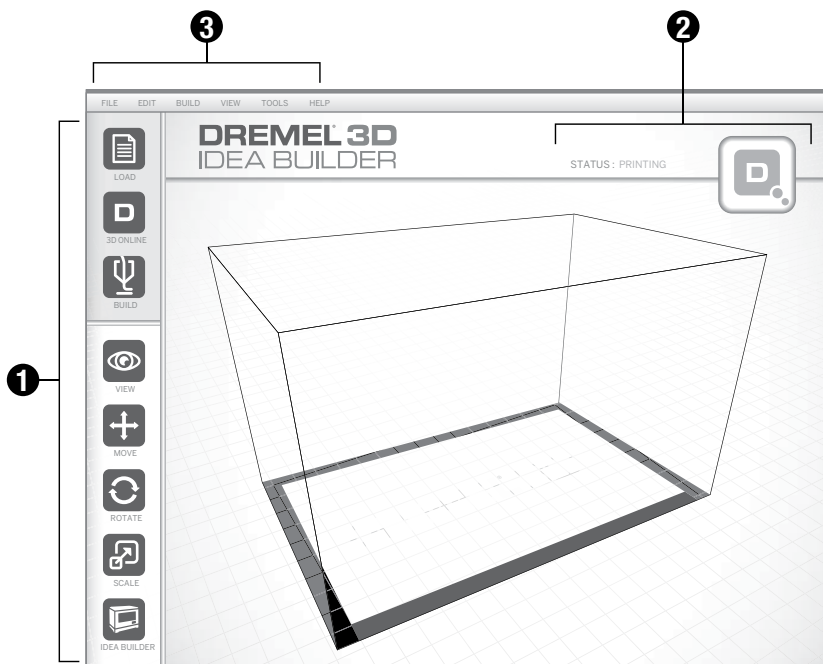 3
2
FILE EDIT BUILD VIEW TOOLS HELP
DREMEL 3D
IDEA BUILDER
STATUS : PRINTING
D
LOAD
D
3D ONLINE
BUILD
1
VIEW
MOVE
ROTATE
SCALE
IDEA BUILDER